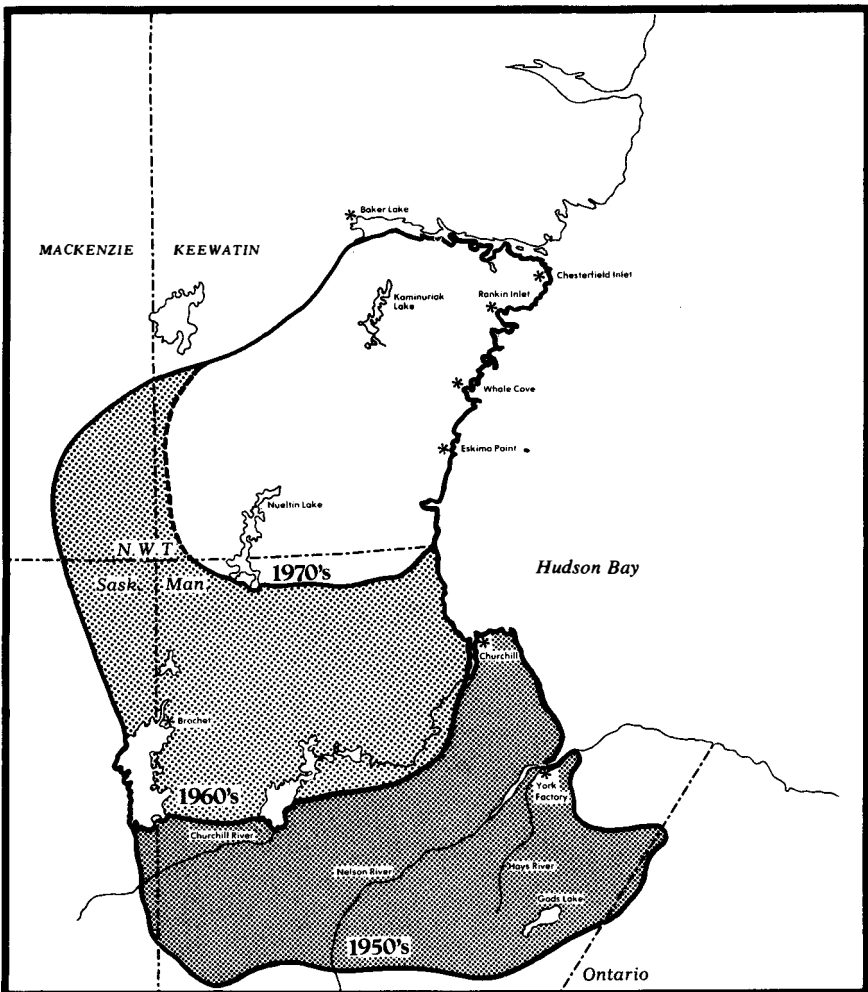 Baker Lake
MACKENZIE
KEEWATIN
Chesterfield Inlet
Kaminuriak
Lake
Rankin Inlet
Whale Cove
Eskimo Point
Nueltin Lake
N.W.T.
1970's
Hudson Bay
Sask.
Man.
Churchill
Brochet
1960's
York
Factory
Churchill River
Nelson River
Hays River
Gods Lake
1950's
Ontario